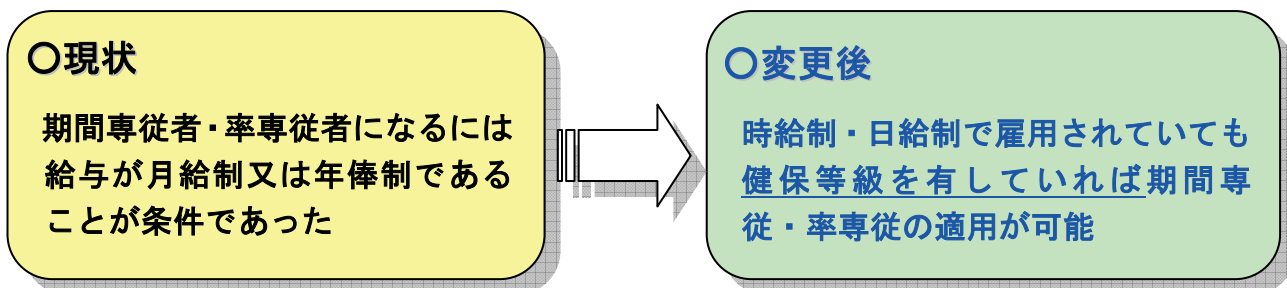 〇現状
期間専従者・率専従者になるには
給与が月給制又は年俸制である
ことが条件であった
〇変更後
時給制・日給制で雇用されていても
健保等級を有していれば期間専
従・率専従の適用が可能